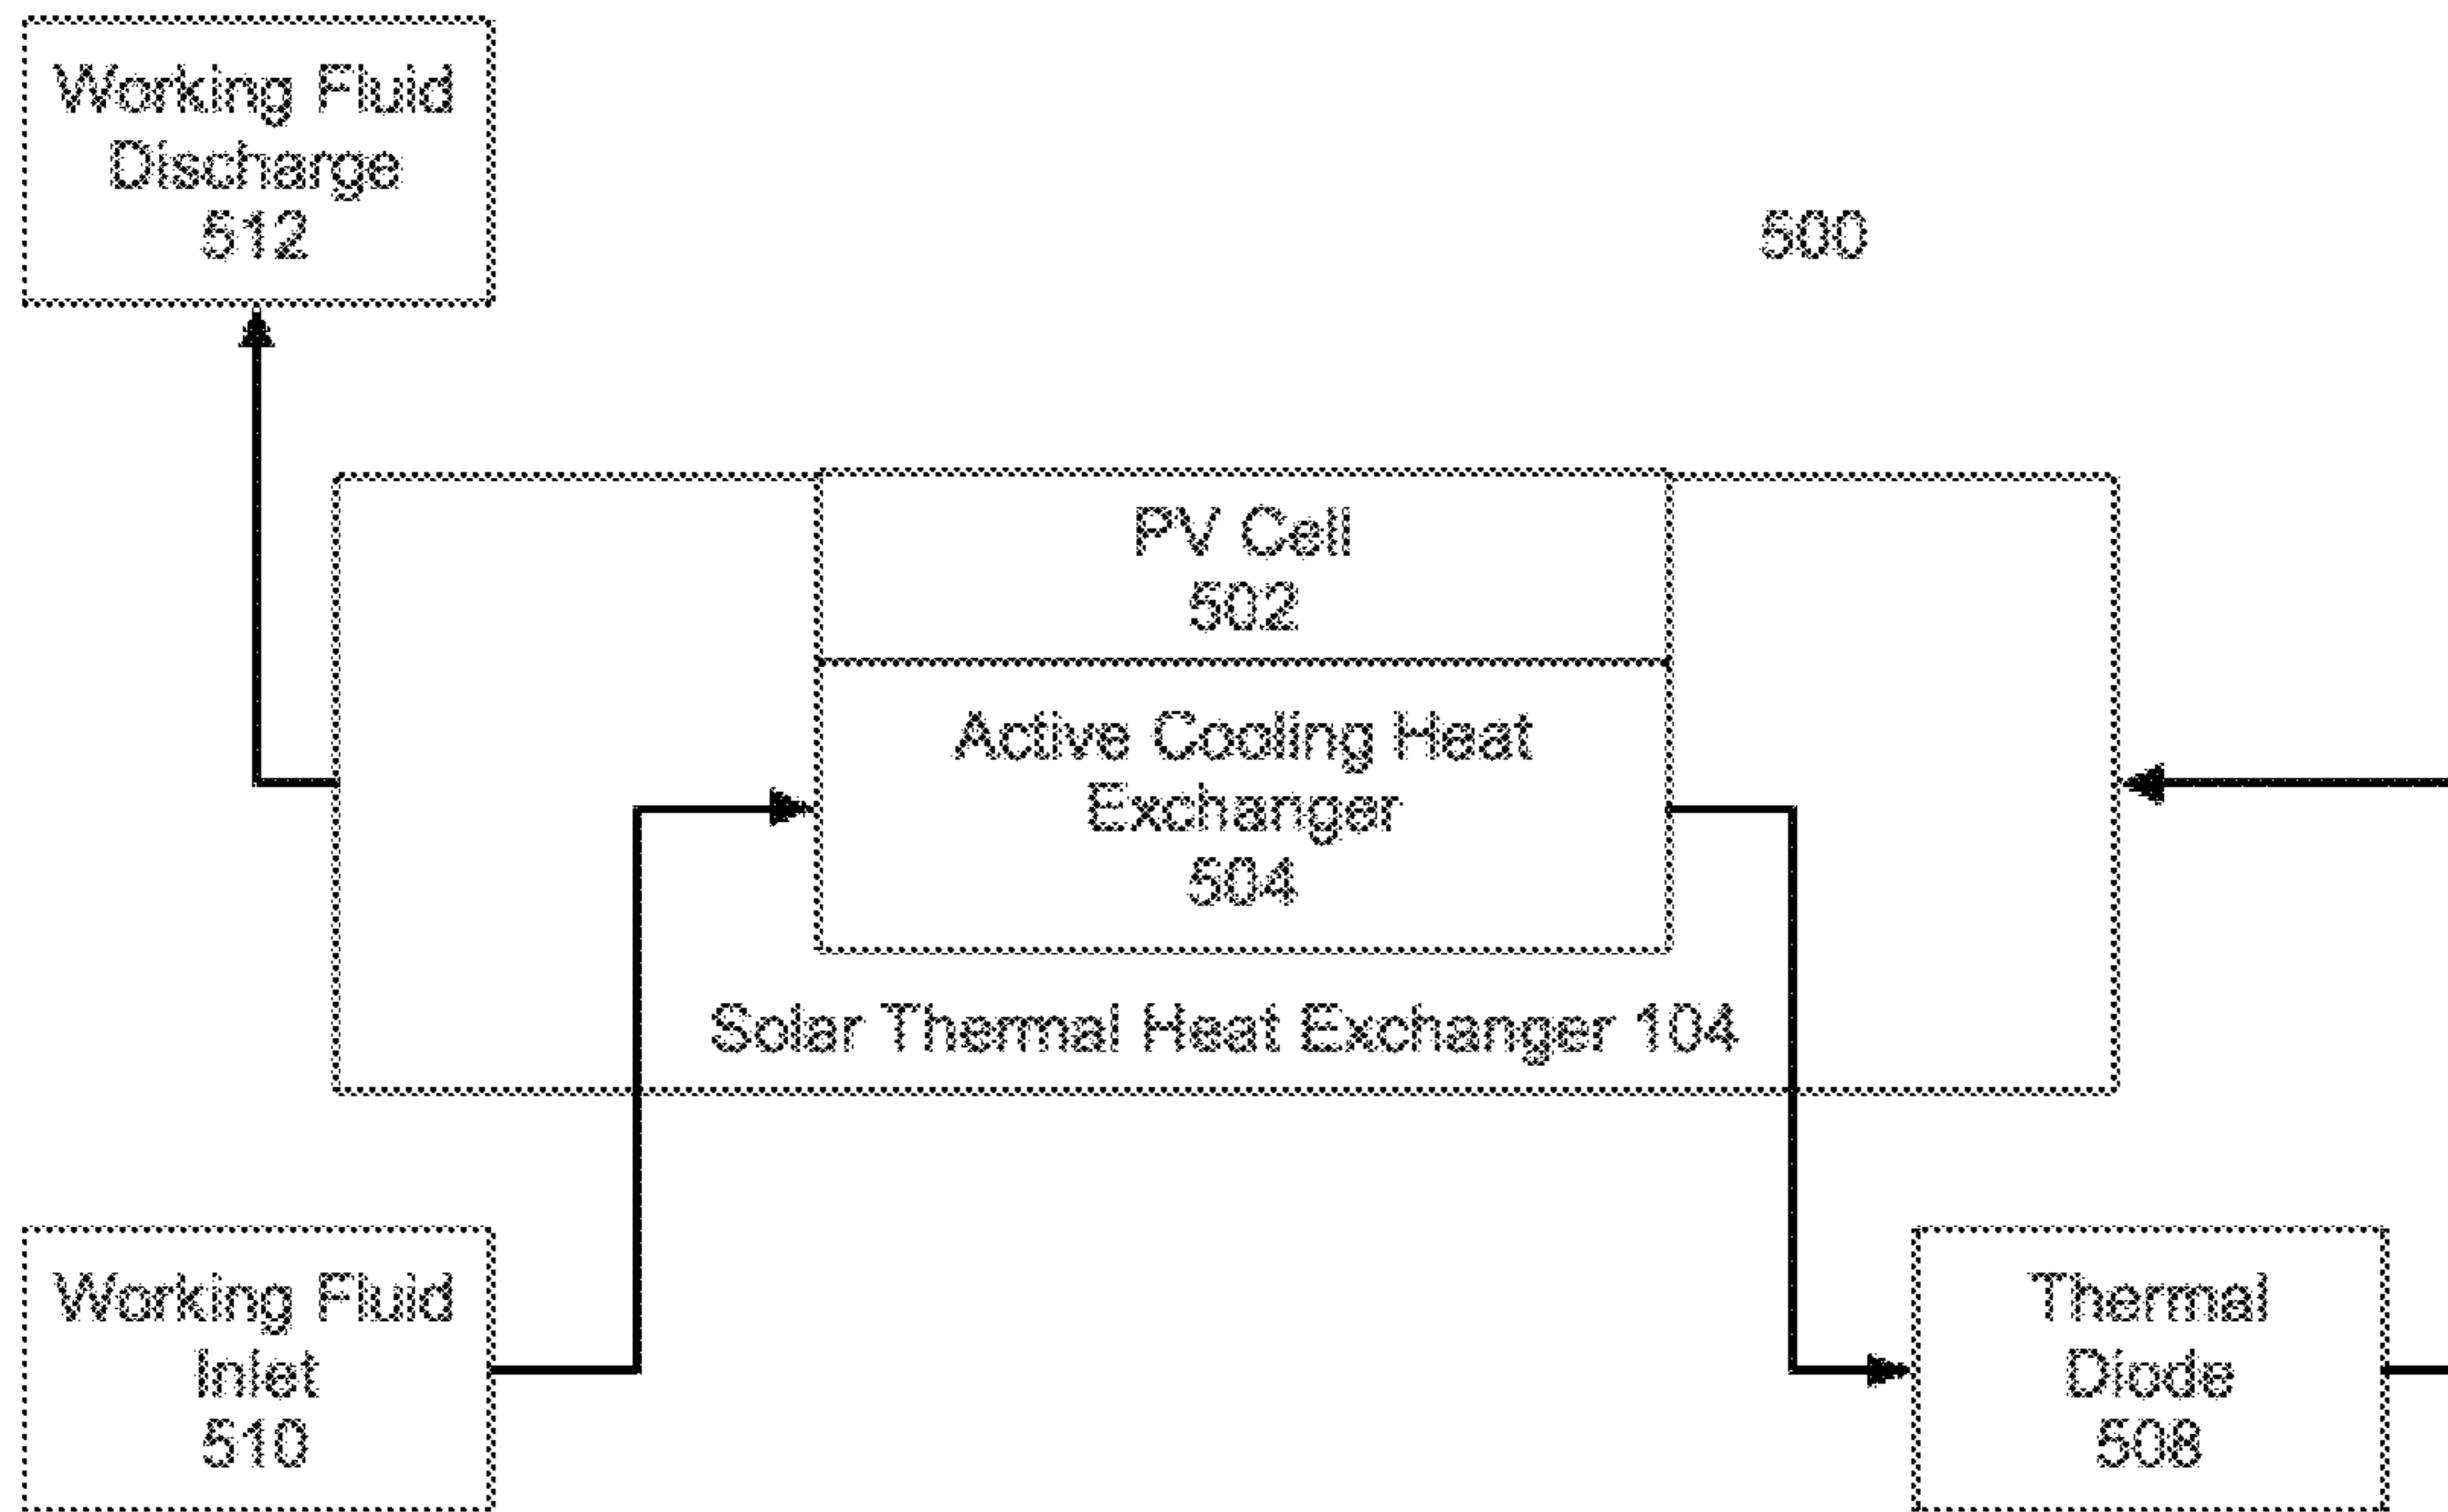 Working Fluid
Discharge
512
500
PV Cell
502
Active Cooling Heat
Exchanger
504
Solar Thermal Heat Exchanger 104
Working Fluid
Inlet
510
Thermal
Diode
508